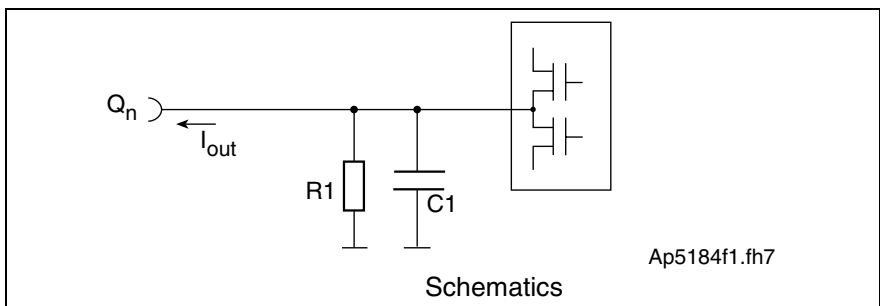 Qn
Iout
R1
C1
Ap5184f1.fh7
Schematics